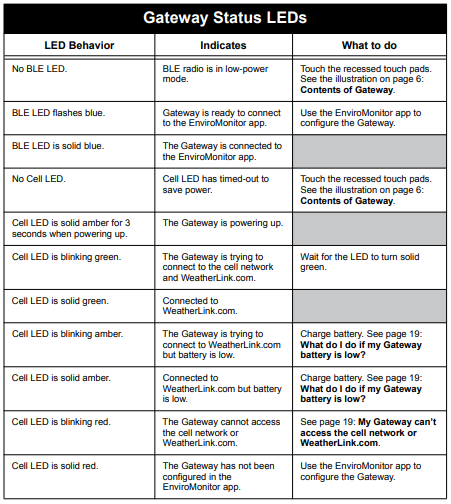 Gateway Status LEDs
LED Behavior
Indicates
What to do
No BLE LED.
BLE radio is in low-power
mode.
Touch the recessed touch pads.
See the illustration on page 6:
Contents of Gateway.
BLE LED flashes blue.
Gateway is ready to connect
to the EnviroMonitor app.
Use the EnviroMonitor app to
configure the Gateway.
BLE LED is solid blue.
The Gateway is connected to
the EnviroMonitor app.
No Cell LED.
Cell LED has timed-out to
save power.
Touch the recessed touch pads.
See the illustration on page 6:
Contents of Gateway.
Cell LED is solid amber for 3
seconds when powering up.
The Gateway is powering up.
Cell LED is blinking green.
The Gateway is trying to
connect to the cell network
and WeatherLink.com.
Wait for the LED to turn solid
green.
Cell LED is solid green.
Connected to
WeatherLink.com.
Cell LED is blinking amber.
The Gateway is trying to
connect to WeatherLink.com
but battery is low.
Charge battery. See page 19:
What do I do if my Gateway
battery is low?
Cell LED is solid amber.
Connected to
WeatherLink.com but battery
is low.
Charge battery. See page 19:
What do I do if my Gateway
battery is low?
Cell LED is blinking red.
The Gateway cannot access
the cell network or
WeatherLink.com.
See page 19: My Gateway can't
access the cell network or
WeatherLink.com.
Cell LED is solid red.
The Gateway has not been
configured in the
EnviroMonitor app.
Use the EnviroMonitor app to
configure the Gateway.